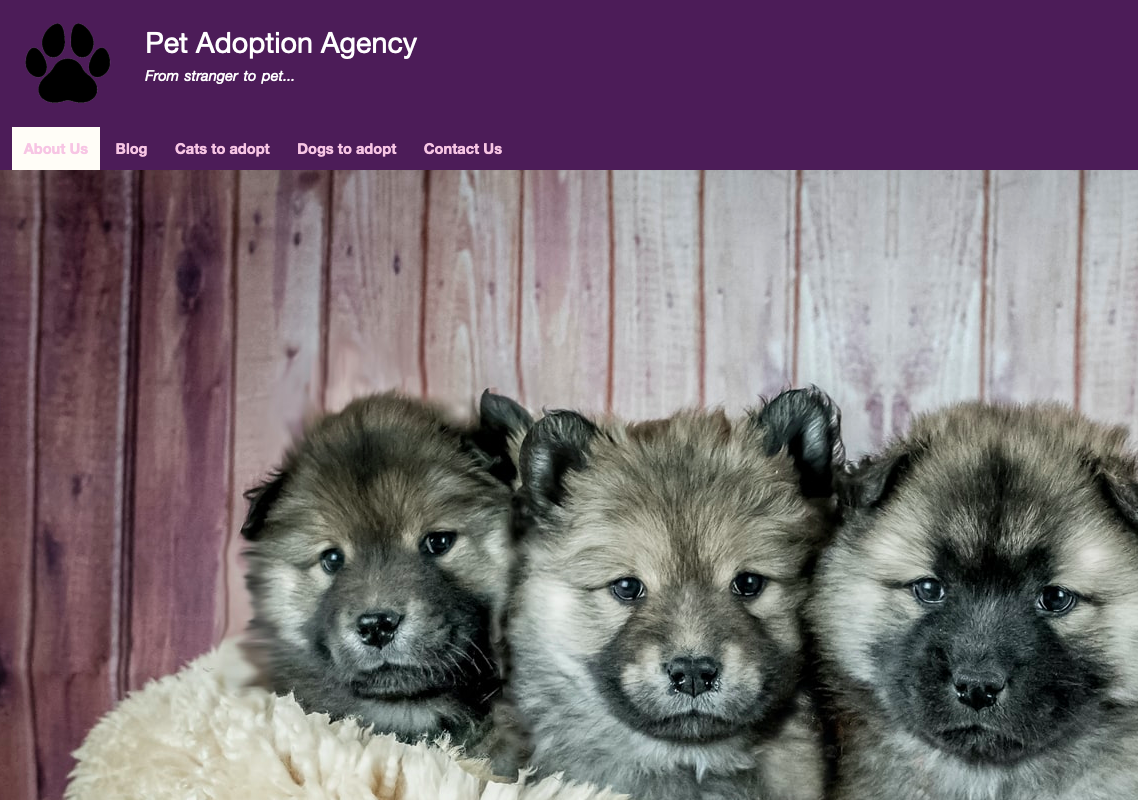 Pet Adoption Agency
From stranger to pet...
About Us Blog Cats to adopt Dogs to adopt Contact Us